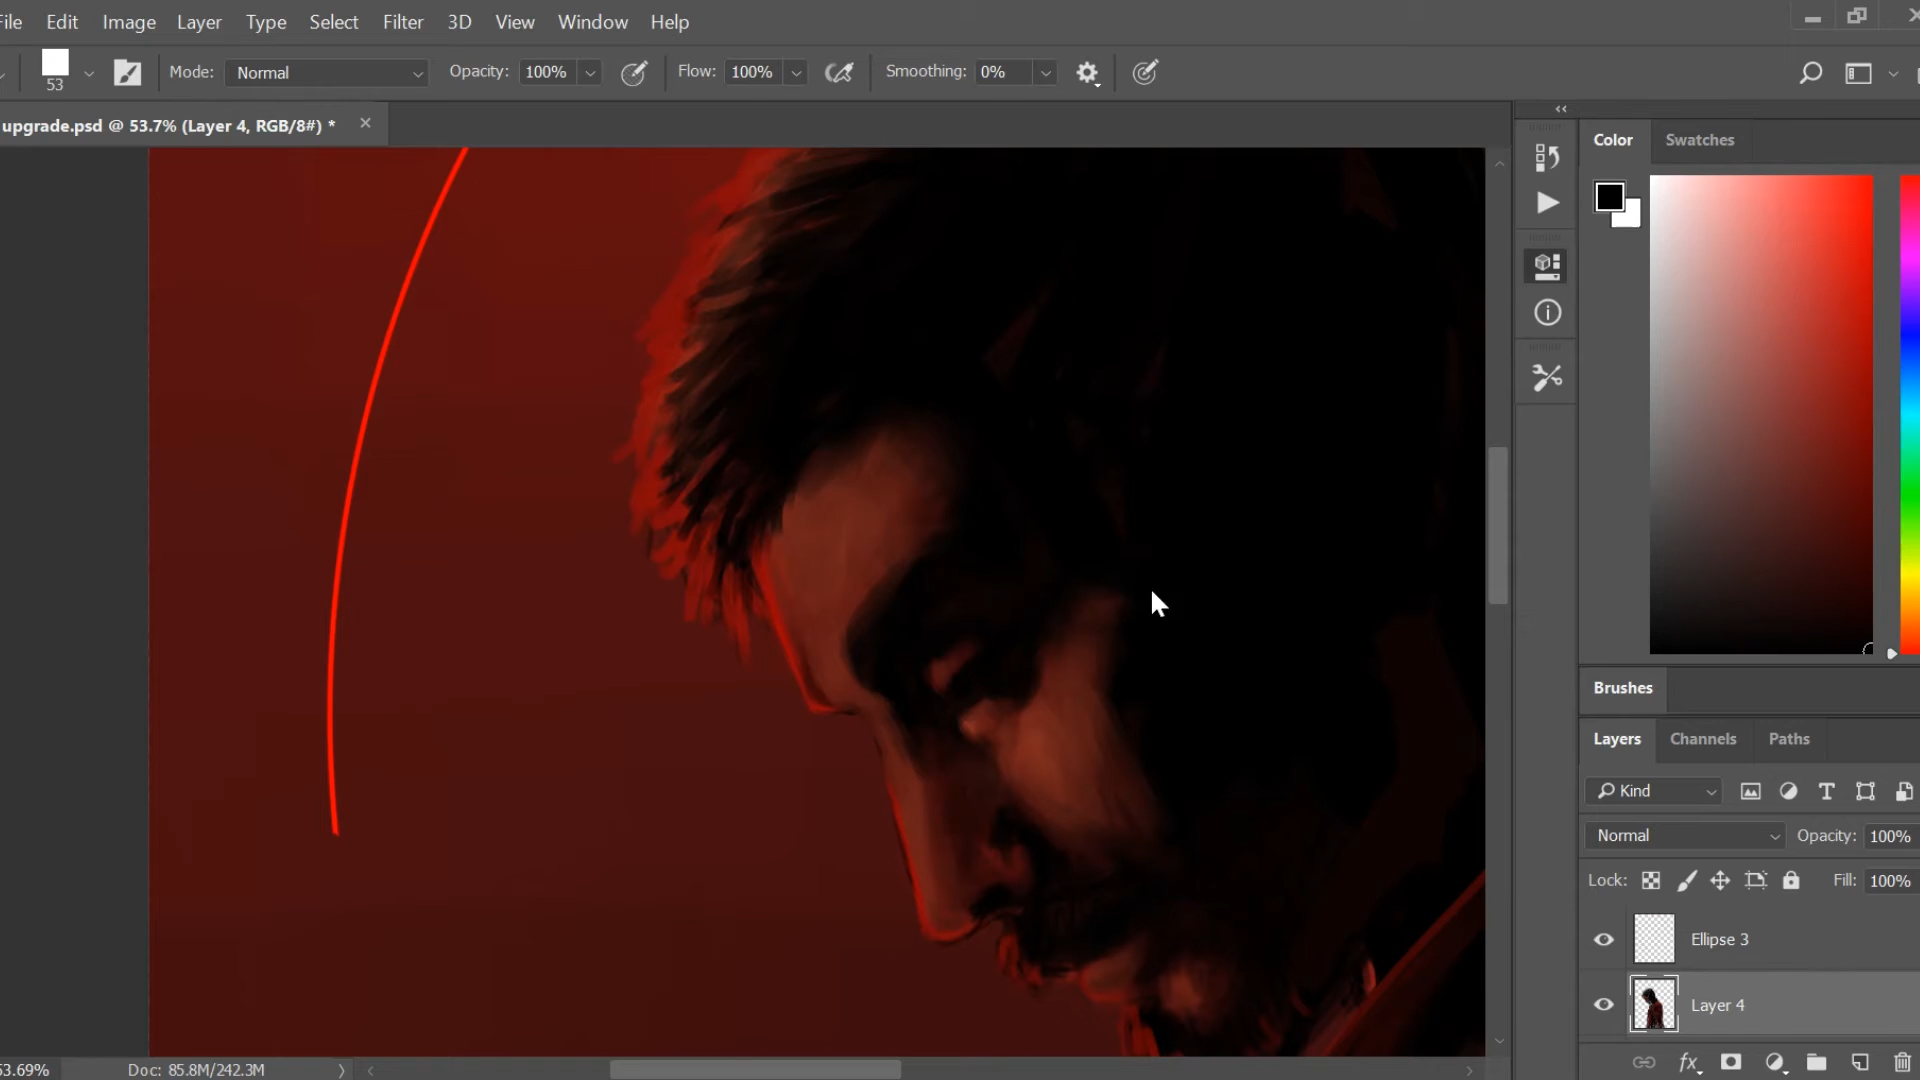 File Edit Image Layer Type Select Filter 3D View Window Help
53 Mode: Normal Opacity: 100% Flow: 100% Smoothing: 0%
upgrade.psd @ 53.7% (Layer 4, RGB/8#) *
Color Swatches
Brushes
Layers Channels Paths
Kind
Normal Opacity: 100%
Lock: Fill: 100%
Ellipse 3
Layer 4
53.69% Doc: 85.8M/242.3M